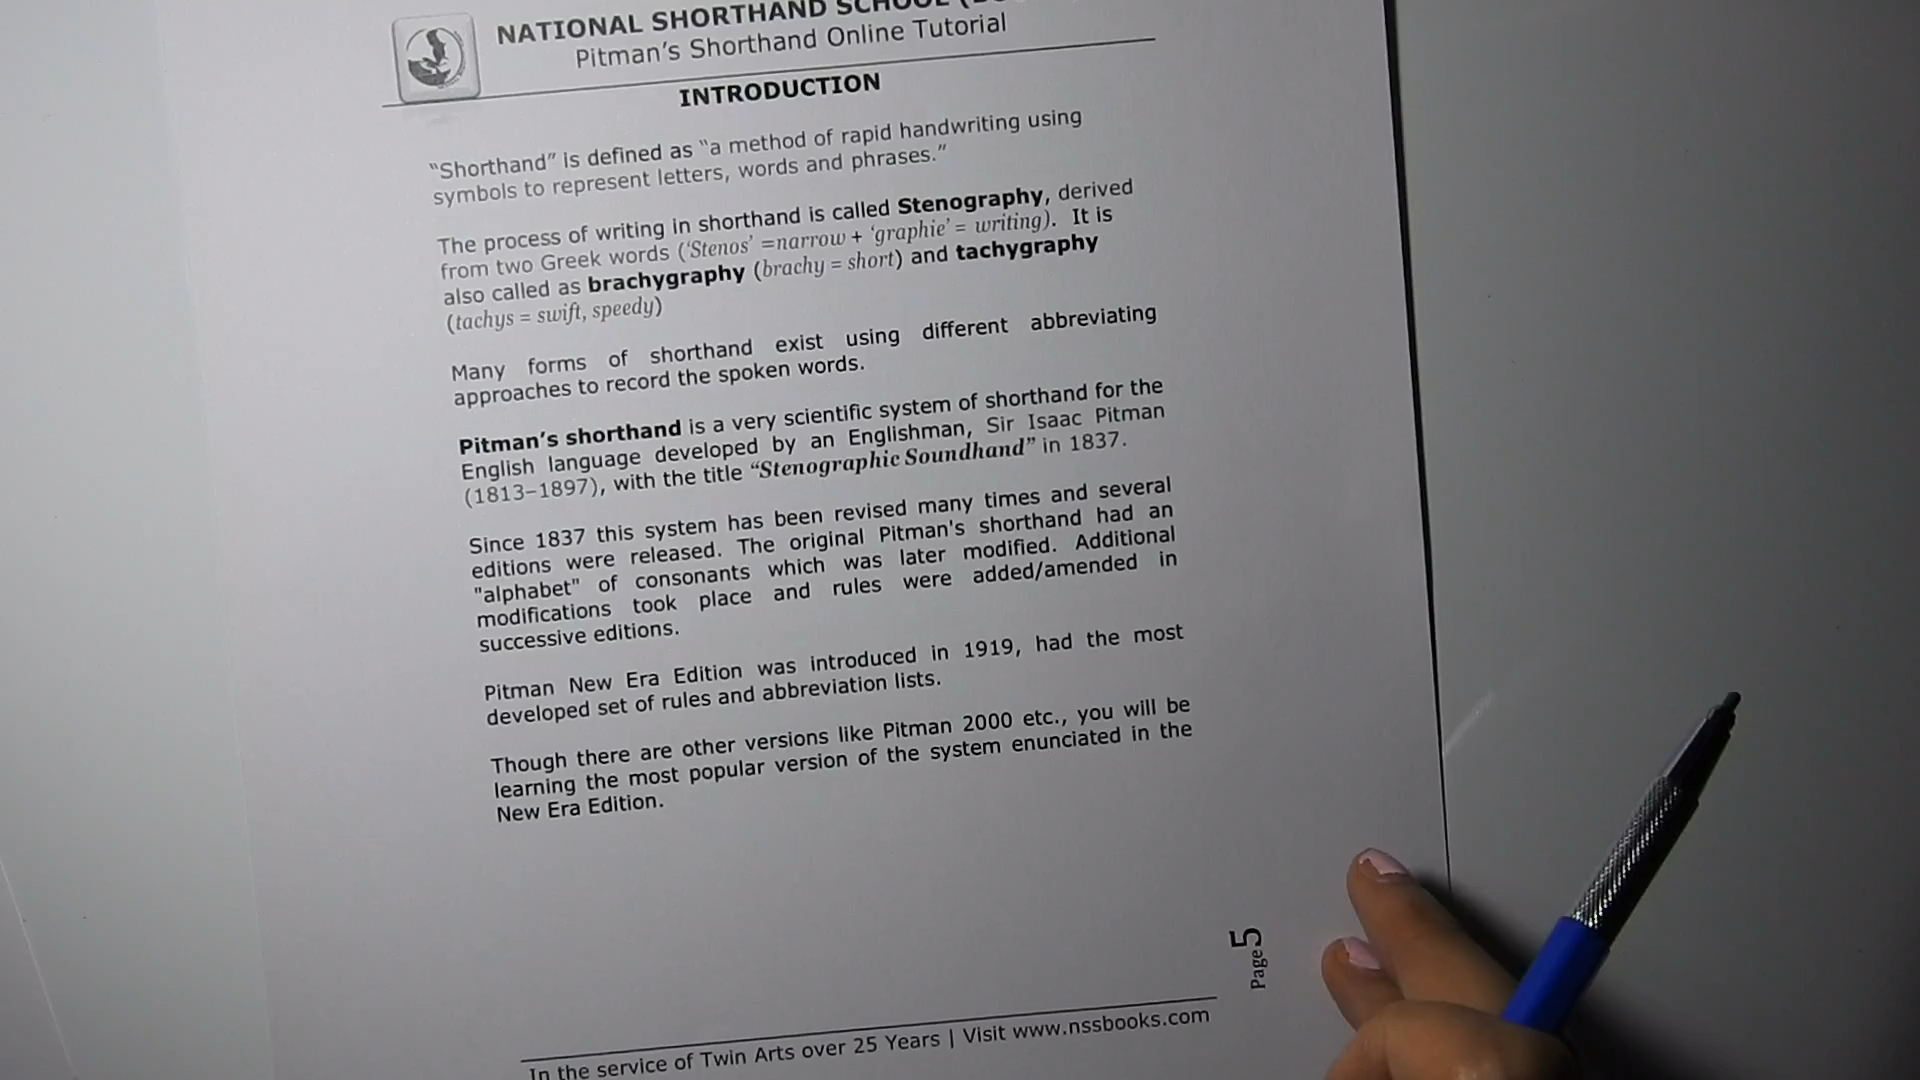 NATIONAL SHORTHAND SCHOOL
Pitman's Shorthand Online Tutorial
INTRODUCTION
"Shorthand" is defined as "a method of rapid handwriting using
symbols to represent letters, words and phrases."
The process of writing in shorthand is called Stenography, derived
from two Greek words ('Stenos' =narrow + 'graphie' = writing). It is
also called as brachygraphy (brachy = short) and tachygraphy
(tachys = swift, speedy)
Many forms of shorthand exist using different abbreviating
approaches to record the spoken words.
Pitman's shorthand is a very scientific system of shorthand for the
English language developed by an Englishman, Sir Isaac Pitman
(1813–1897), with the title "Stenographic Soundhand" in 1837.
Since 1837 this system has been revised many times and several
editions were released. The original Pitman's shorthand had an
"alphabet" of consonants which was later modified. Additional
modifications took place and rules were added/amended in
successive editions.
Pitman New Era Edition was introduced in 1919, had the most
developed set of rules and abbreviation lists.
Though there are other versions like Pitman 2000 etc., you will be
learning the most popular version of the system enunciated in the
New Era Edition.
Page 5
In the service of Twin Arts over 25 Years | Visit www.nssbooks.com